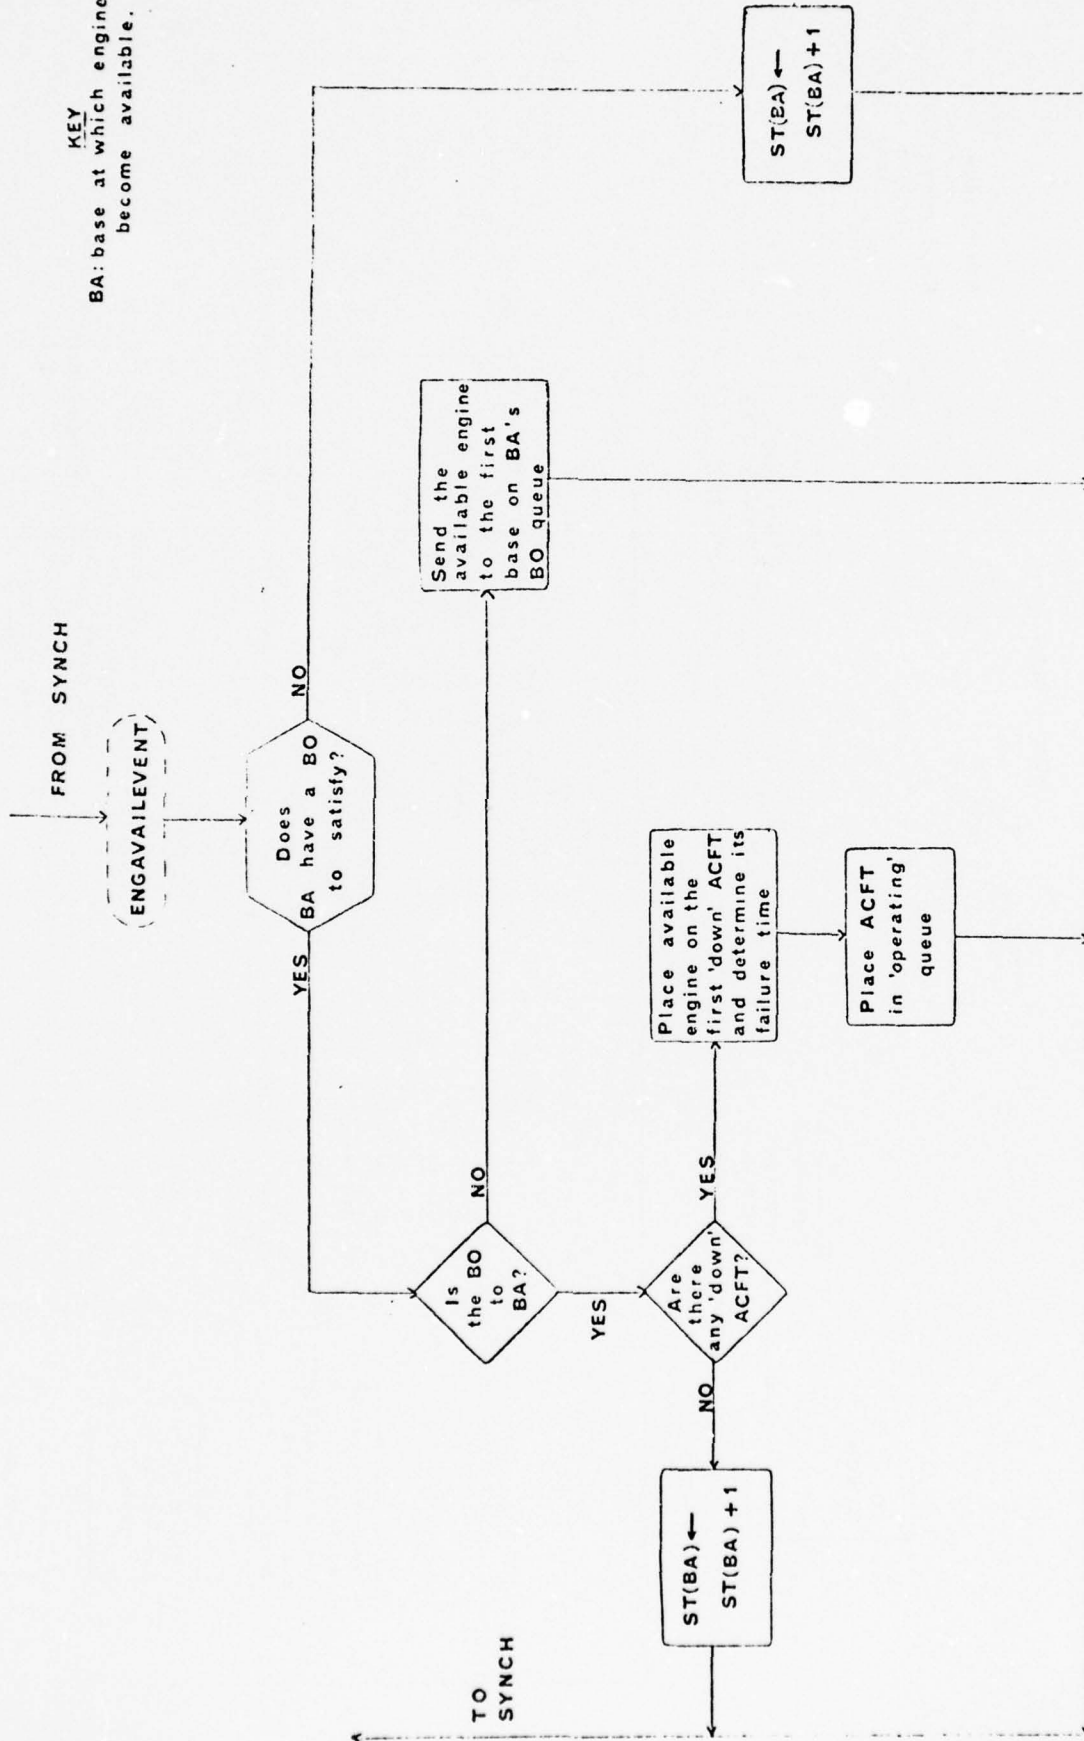 KEY
BA: base at which engine
become available.
FROM SYNCH
ENGAVAILEVENT
Does
BA have a BO
to satisfy?
YES
NO
ST(BA) ←
ST(BA) + 1
Is
the BO
to
BA?
NO
Send the
available engine
to the first
base on BA's
BO queue
YES
Are
there
any 'down'
ACFT?
YES
Place available
engine on the
first 'down' ACFT
and determine its
failure time
Place ACFT
in 'operating'
queue
NO
ST(BA) ←
ST(BA) + 1
TO
SYNCH